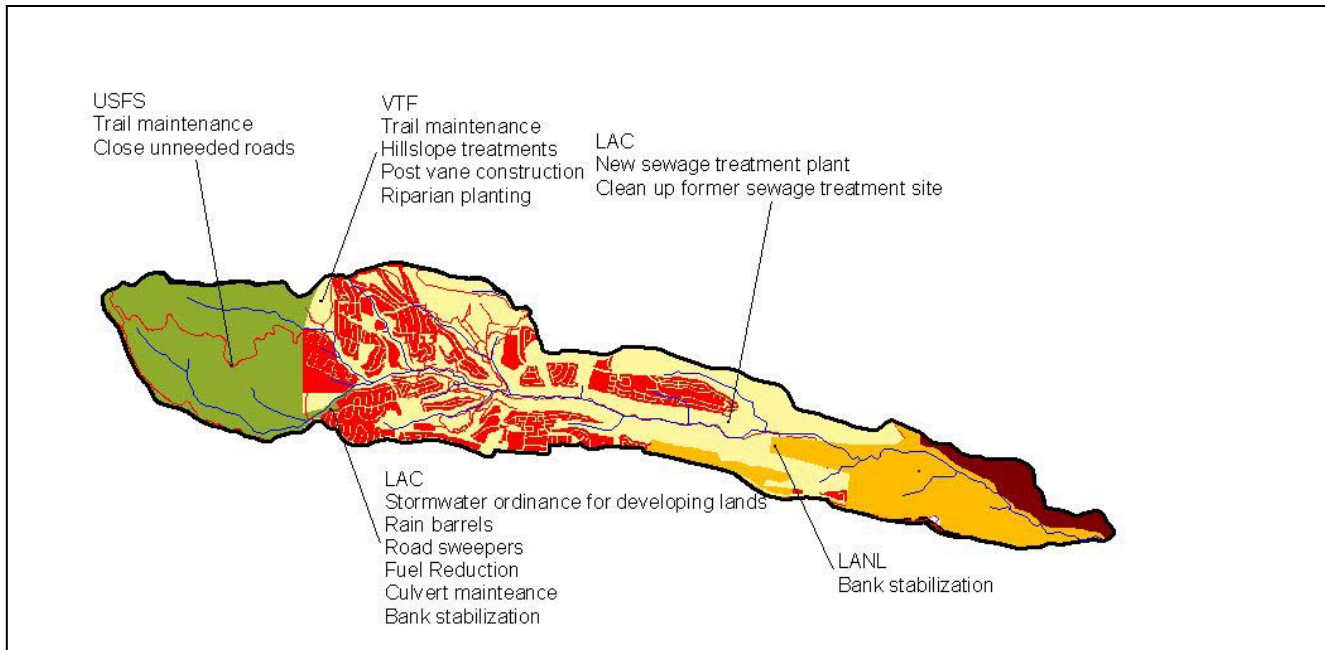 USFS
Trail maintenance
Close unneeded roads
VTF
Trail maintenance
Hillslope treatments
Post vane construction
Riparian planting
LAC
New sewage treatment plant
Clean up former sewage treatment site
LAC
Stormwater ordinance for developing lands
Rain barrels
Road sweepers
Fuel Reduction
Culvert mainteance
Bank stabilization
LANL
Bank stabilization